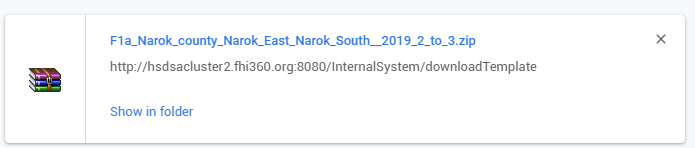 F1a_Narok_county_Narok_East_Narok_South__2019_2_to_3.zip
http://hsdsacluster2.fhi360.org:8080/InternalSystem/downloadTemplate
Show in folder